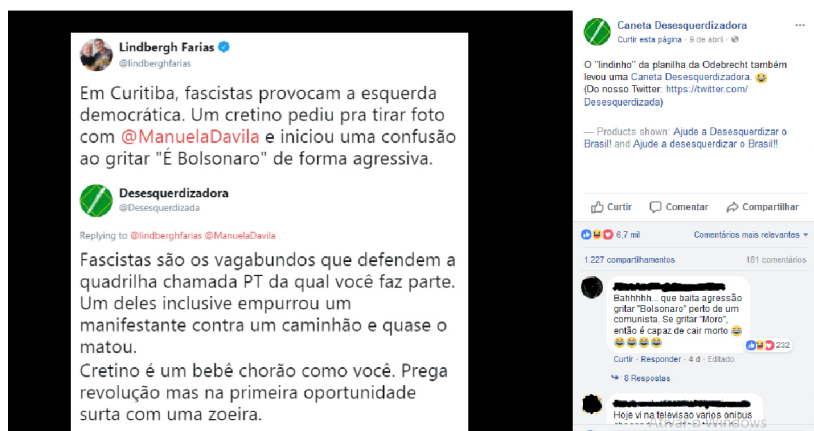 Lindbergh Farias
@lindberghfarias
Em Curitiba, fascistas provocam a esquerda
democrática. Um cretino pediu pra tirar foto
com @ManuelaDavila e iniciou uma confusão
ao gritar "É Bolsonaro" de forma agressiva.
Desesquerdizadora
@Desesquerdizada
Replying to @lindberghfarias @ManuelaDavila
Fascistas são os vagabundos que defendem a
quadrilha chamada PT da qual você faz parte.
Um deles inclusive empurrou um
manifestante contra um caminhão e quase o
matou.
Cretino é um bebê chorão como você. Prega
revolução mas na primeira oportunidade
surta com uma zoeira.
Caneta Desesquerdizadora
Curtir esta página · 9 de abril ·
O "lindinho" da planilha da Odebrecht também
levou uma Caneta Desesquerdizadora. 😂
(Do nosso Twitter: https://twitter.com/
Desesquerdizada)
— Products shown: Ajude a Desesquerdizar o
Brasil! and Ajude a desesquerdizar o Brasil!!
Curtir Comentar Compartilhar
6,7 mil Comentários mais relevantes
1.227 compartilhamentos 181 comentários
Bahhhhh... que baita agressão
gritar "Bolsonaro" perto de um
comunista. Se gritar "Moro",
então é capaz de cair morto 😂
😂😂😂😂 232
Curtir · Responder · 4 d · Editado
8 Respostas
Hoje vi na televisao varios onibus
Ativar o Windows